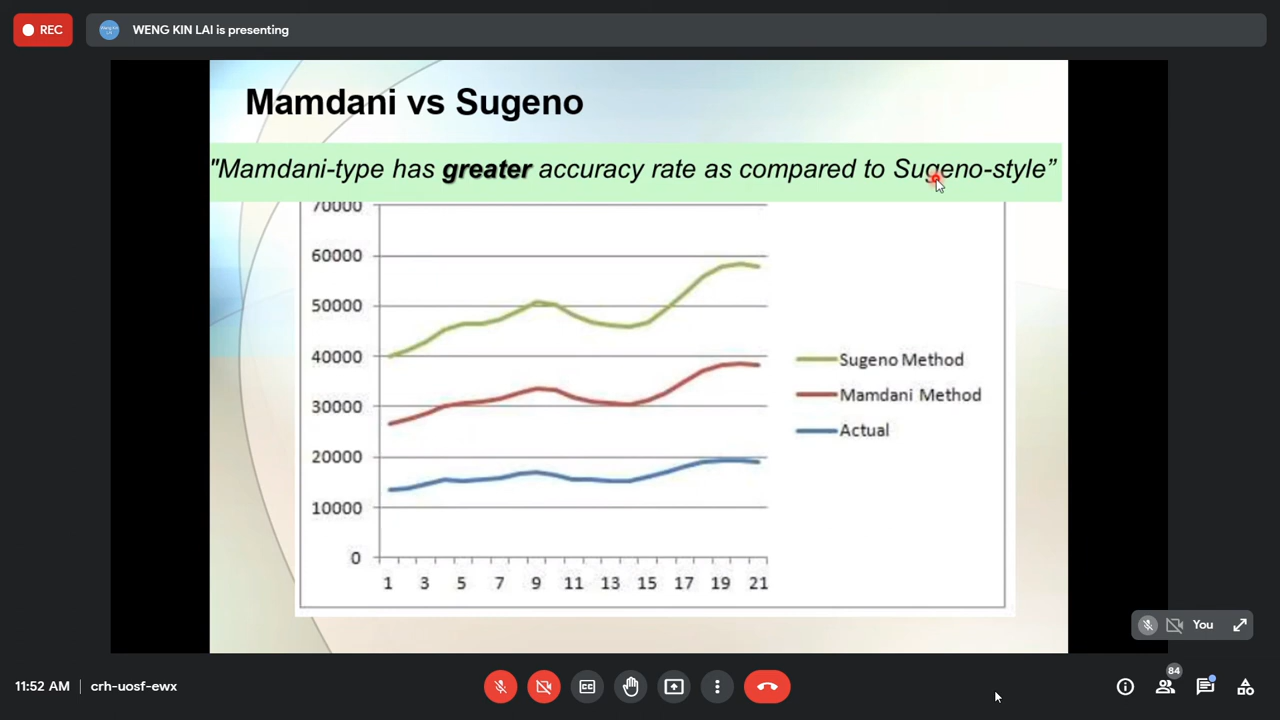 REC
WENG KIN LAI is presenting
Mamdani vs Sugeno
"Mamdani-type has greater accuracy rate as compared to Sugeno-style”
70000
60000
50000
40000
30000
20000
10000
0
1 3 5 7 9 11 13 15 17 19 21
Sugeno Method
Mamdani Method
Actual
You
11:52 AM | crh-uosf-ewx
84